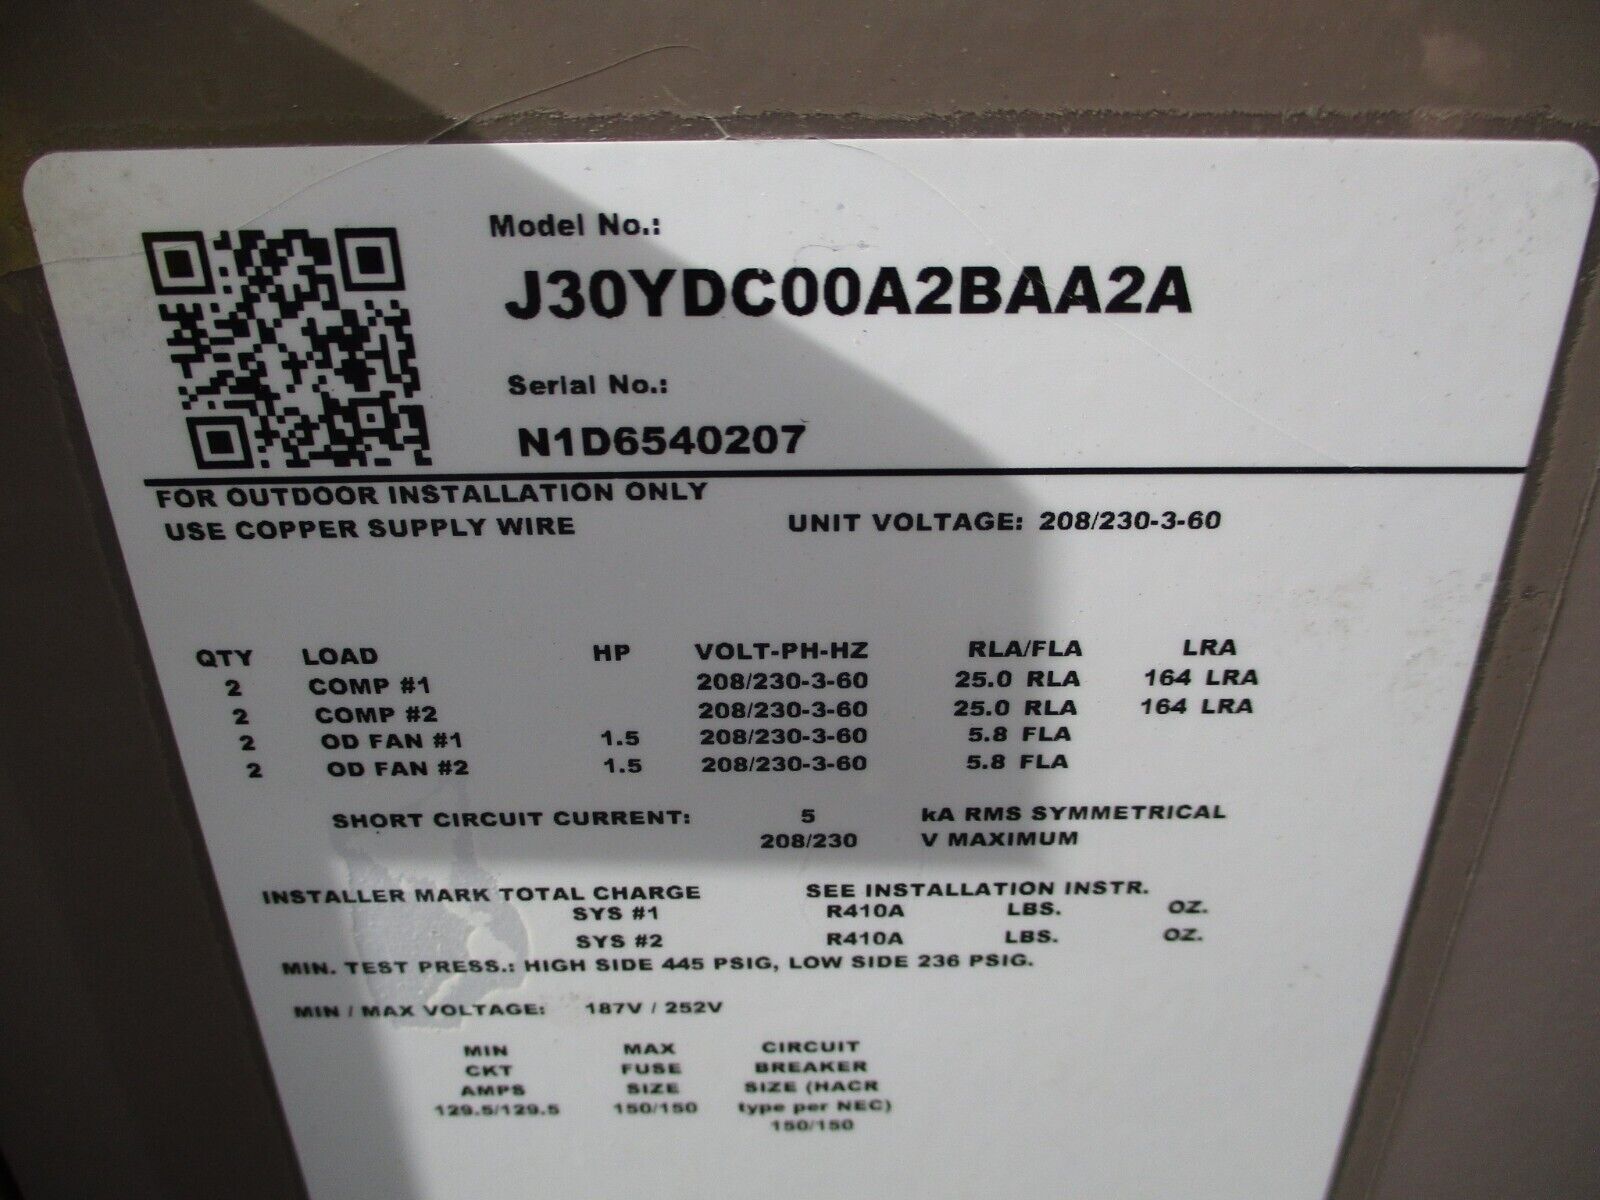 Model No.:
J30YDC00A2BAA2A
Serial No.:
N1D6540207
FOR OUTDOOR INSTALLATION ONLY
USE COPPER SUPPLY WIRE UNIT VOLTAGE: 208/230-3-60
QTY LOAD HP VOLT-PH-HZ RLA/FLA LRA
2 COMP #1 208/230-3-60 25.0 RLA 164 LRA
2 COMP #2 208/230-3-60 25.0 RLA 164 LRA
2 OD FAN #1 1.5 208/230-3-60 5.8 FLA
2 OD FAN #2 1.5 208/230-3-60 5.8 FLA
SHORT CIRCUIT CURRENT: 5 kA RMS SYMMETRICAL
208/230 V MAXIMUM
INSTALLER MARK TOTAL CHARGE SEE INSTALLATION INSTR.
SYS #1 R410A LBS. OZ.
SYS #2 R410A LBS. OZ.
MIN. TEST PRESS.: HIGH SIDE 445 PSIG, LOW SIDE 236 PSIG.
MIN / MAX VOLTAGE: 187V / 252V
MIN MAX CIRCUIT
CKT FUSE BREAKER
AMPS SIZE SIZE (HACR
129.5/129.5 150/150 type per NEC)
150/150